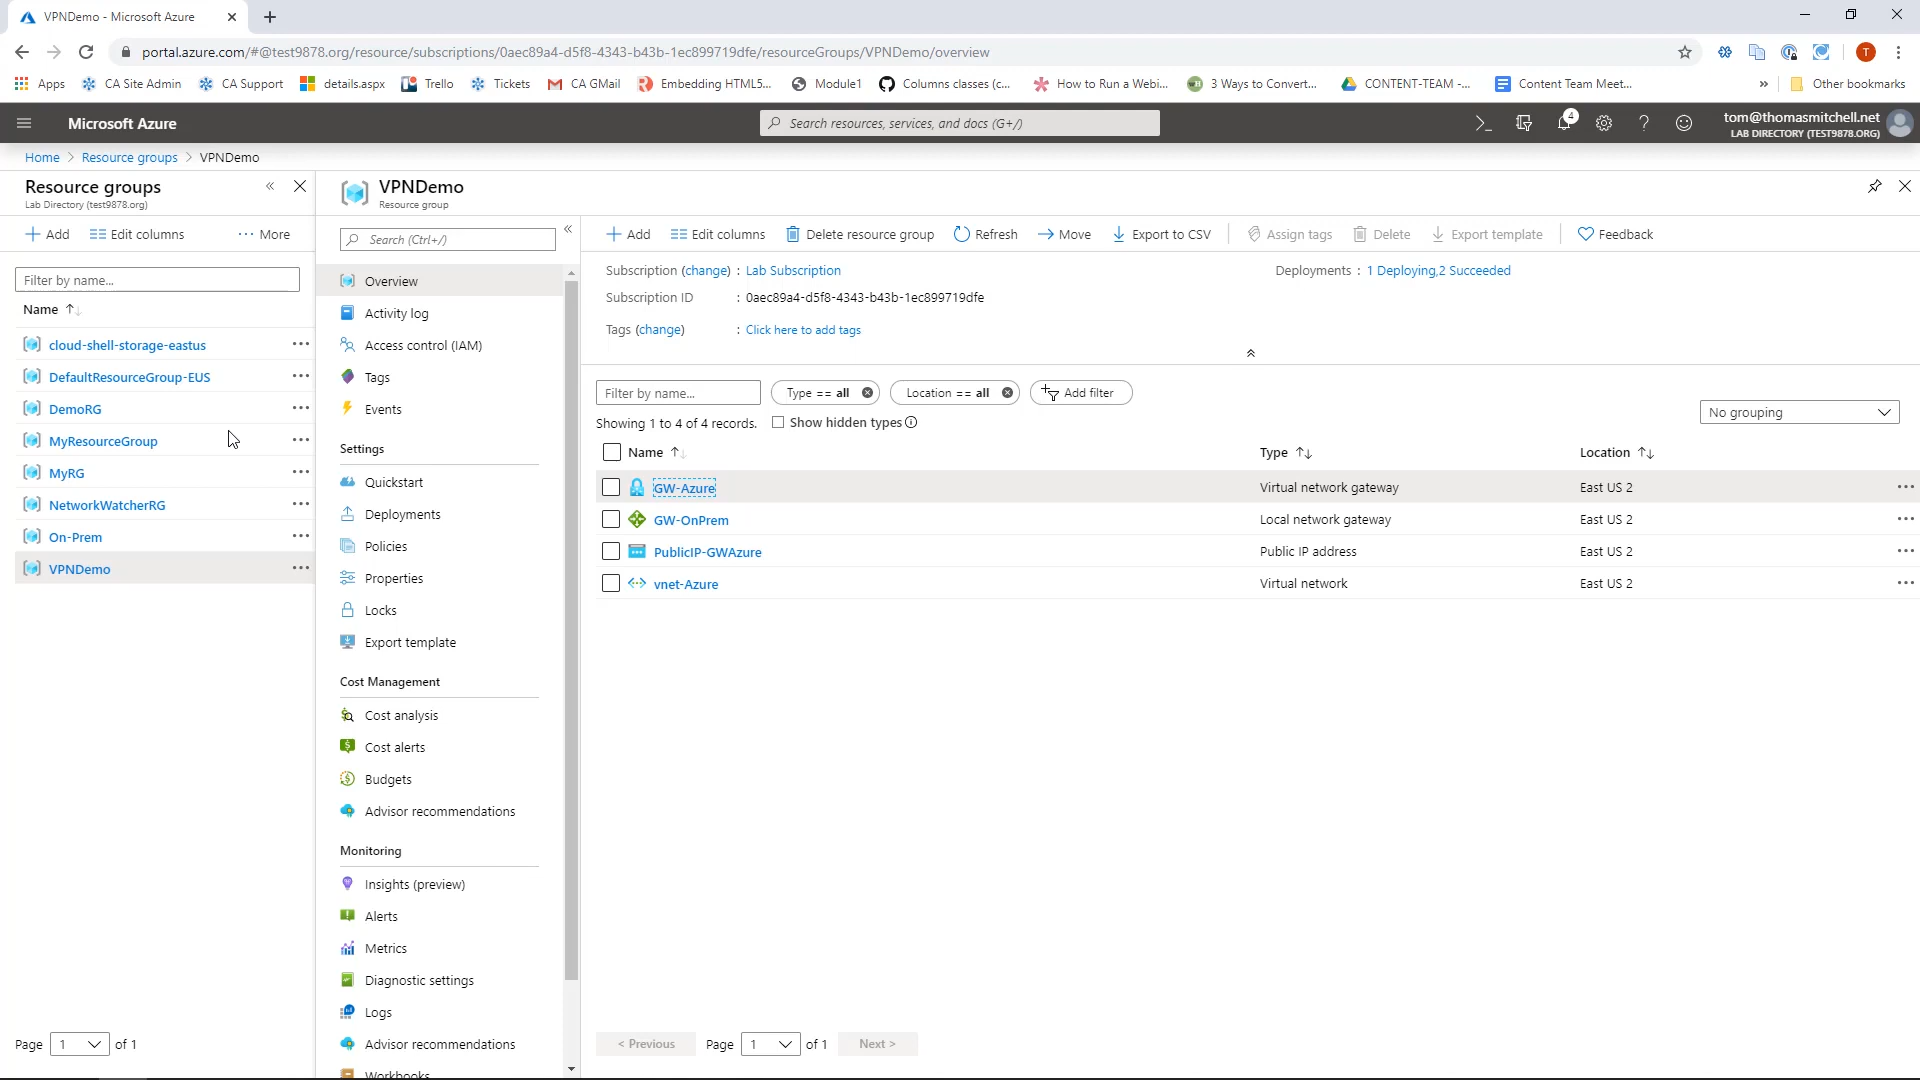 VPNDemo - Microsoft Azure
portal.azure.com/#@test9878.org/resource/subscriptions/0aec89a4-d5f8-4343-b43b-1ec899719dfe/resourceGroups/VPNDemo/overview
T
Apps CA Site Admin CA Support details.aspx Trello Tickets CA GMail Embedding HTML5... Module1 Columns classes (c... How to Run a Webi... 3 Ways to Convert... CONTENT-TEAM -... Content Team Meet... » Other bookmarks
Microsoft Azure
Search resources, services, and docs (G+/)
4
tom@thomasmitchell.net
LAB DIRECTORY (TEST9878.ORG)
Home > Resource groups > VPNDemo
Resource groups
Lab Directory (test9878.org)
Add Edit columns ··· More
Filter by name...
Name
cloud-shell-storage-eastus
DefaultResourceGroup-EUS
DemoRG
MyResourceGroup
MyRG
NetworkWatcherRG
On-Prem
VPNDemo
Page 1 of 1
VPNDemo
Resource group
Search (Ctrl+/)
Overview
Activity log
Access control (IAM)
Tags
Events
Settings
Quickstart
Deployments
Policies
Properties
Locks
Export template
Cost Management
Cost analysis
Cost alerts
Budgets
Advisor recommendations
Monitoring
Insights (preview)
Alerts
Metrics
Diagnostic settings
Logs
Advisor recommendations
Workbooks
Add Edit columns Delete resource group Refresh Move Export to CSV Assign tags Delete Export template Feedback
Subscription (change) : Lab Subscription
Deployments : 1 Deploying,2 Succeeded
Subscription ID : 0aec89a4-d5f8-4343-b43b-1ec899719dfe
Tags (change) : Click here to add tags
Filter by name... Type == all Location == all Add filter
Showing 1 to 4 of 4 records. Show hidden types
No grouping
Name Type Location
GW-Azure Virtual network gateway East US 2
GW-OnPrem Local network gateway East US 2
PublicIP-GWAzure Public IP address East US 2
vnet-Azure Virtual network East US 2
< Previous Page 1 of 1 Next >